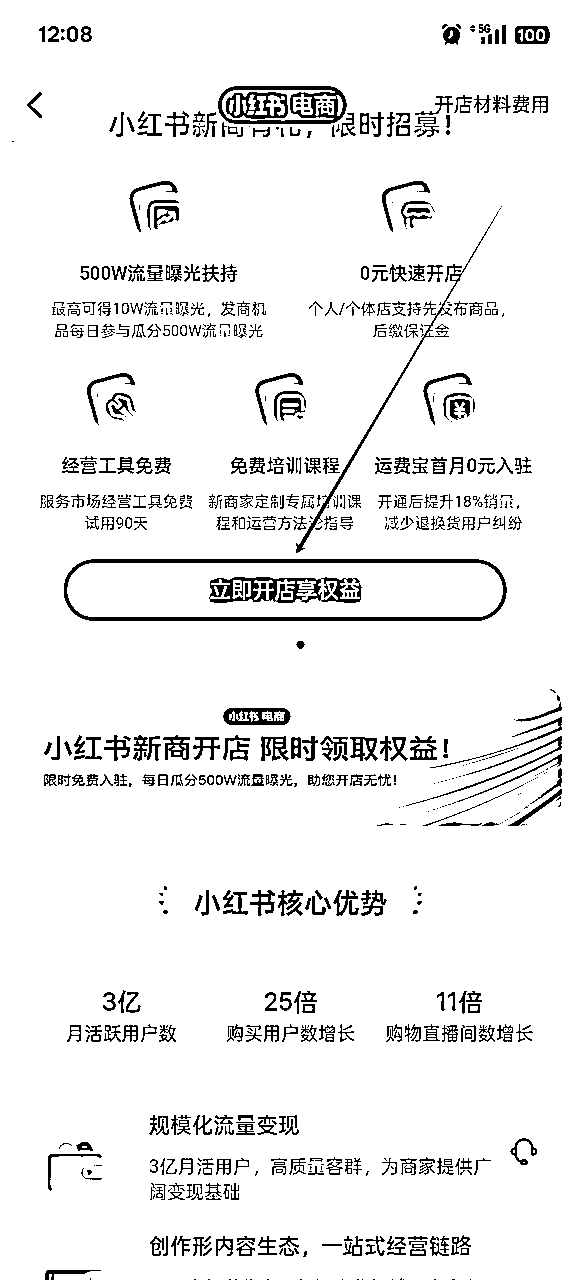 12:08
5G
100
小红书 电商
开店材料费用
小红书新商有礼，限时招募！
500W流量曝光扶持
0元快速开店
最高可得10W流量曝光，发商机
品每日参与瓜分500W流量曝光
个人/个体店支持先发布商品，
后缴保证金
经营工具免费
免费培训课程
运费宝首月0元入驻
服务市场经营工具免费
试用90天
新商家定制专属培训课
程和运营方法论指导
开通后提升18%销量，
减少退换货用户纠纷
立即开店享权益
小红书 电商
小红书新商开店 限时领取权益！
限时免费入驻，每日瓜分500W流量曝光，助您开店无忧！
小红书核心优势
3亿
月活跃用户数
25倍
购买用户数增长
11倍
购物直播间数增长
规模化流量变现
3亿月活用户，高质量客群，为商家提供广
阔变现基础
创作形内容生态，一站式经营链路